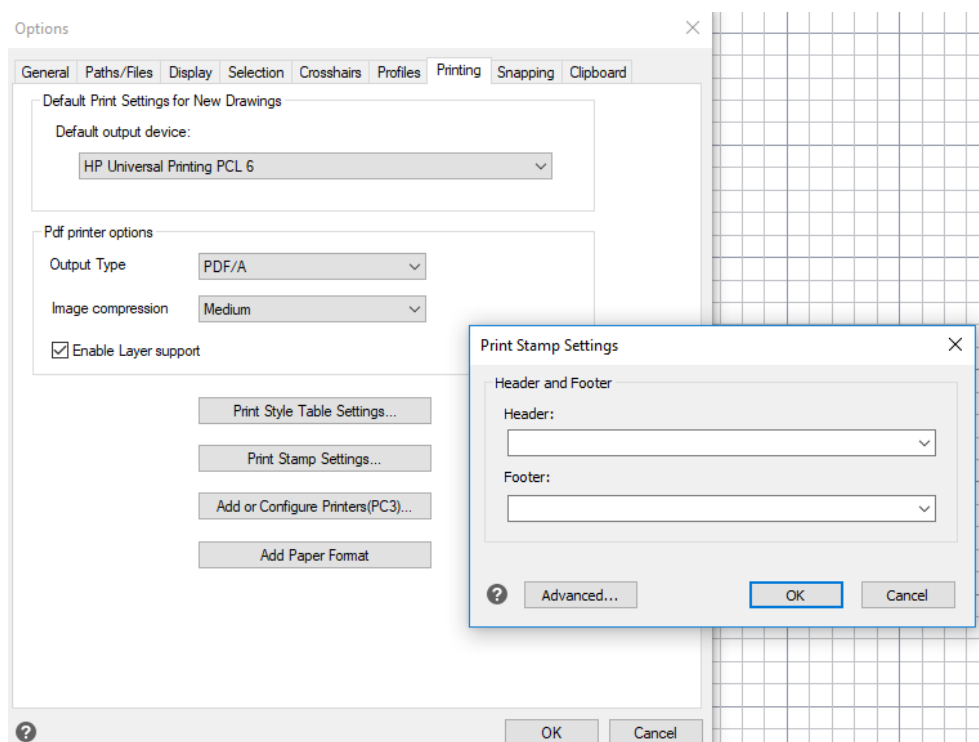 Options
General Paths/Files Display Selection Crosshairs Profiles Printing Snapping Clipboard
Default Print Settings for New Drawings
Default output device:
HP Universal Printing PCL 6
Pdf printer options
Output Type PDF/A
Image compression Medium
Enable Layer support
Print Style Table Settings...
Print Stamp Settings...
Add or Configure Printers(PC3)...
Add Paper Format
OK Cancel
Print Stamp Settings
Header and Footer
Header:
Footer:
Advanced... OK Cancel